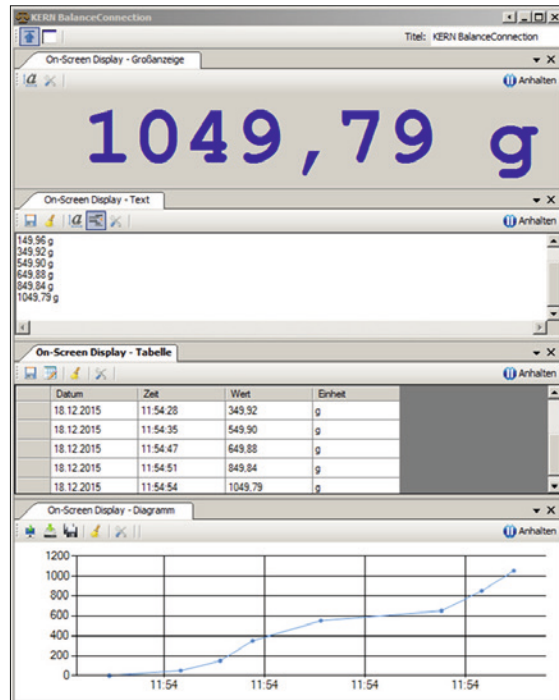 KERN BalanceConnection
Titel: KERN BalanceConnection
On-Screen Display - Großanzeige
a Anhalten
1049,79 g
On-Screen Display - Text
a Anhalten
149,96 g
349,92 g
549,90 g
649,88 g
849,84 g
1049,79 g
On-Screen Display - Tabelle
Anhalten
Datum Zeit Wert Einheit
18.12.2015 11:54:28 349,92 g
18.12.2015 11:54:35 549,90 g
18.12.2015 11:54:47 649,88 g
18.12.2015 11:54:51 849,84 g
18.12.2015 11:54:54 1049,79 g
On-Screen Display - Diagramm
Anhalten
1200
1000
800
600
400
200
0
11:54 11:54 11:54 11:54